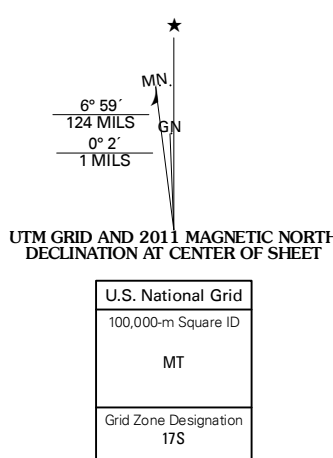 ★
MN.
6° 59´
124 MILS
GN
0° 2´
1 MILS
UTM GRID AND 2011 MAGNETIC NORTH
DECLINATION AT CENTER OF SHEET
U.S. National Grid
100,000-m Square ID
MT
Grid Zone Designation
17S